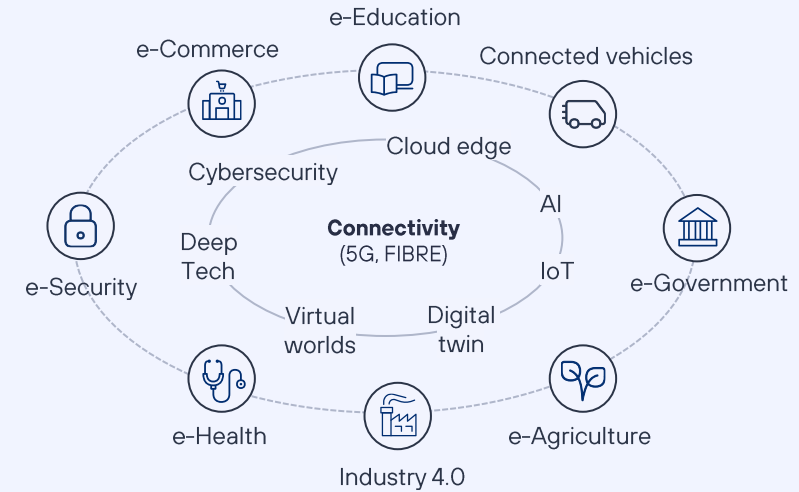 e-Education
e-Commerce
Connected vehicles
Cloud edge
Cybersecurity
AI
Connectivity
(5G, FIBRE)
Deep
Tech
IoT
e-Security
e-Government
Virtual
worlds
Digital
twin
e-Health
e-Agriculture
Industry 4.0